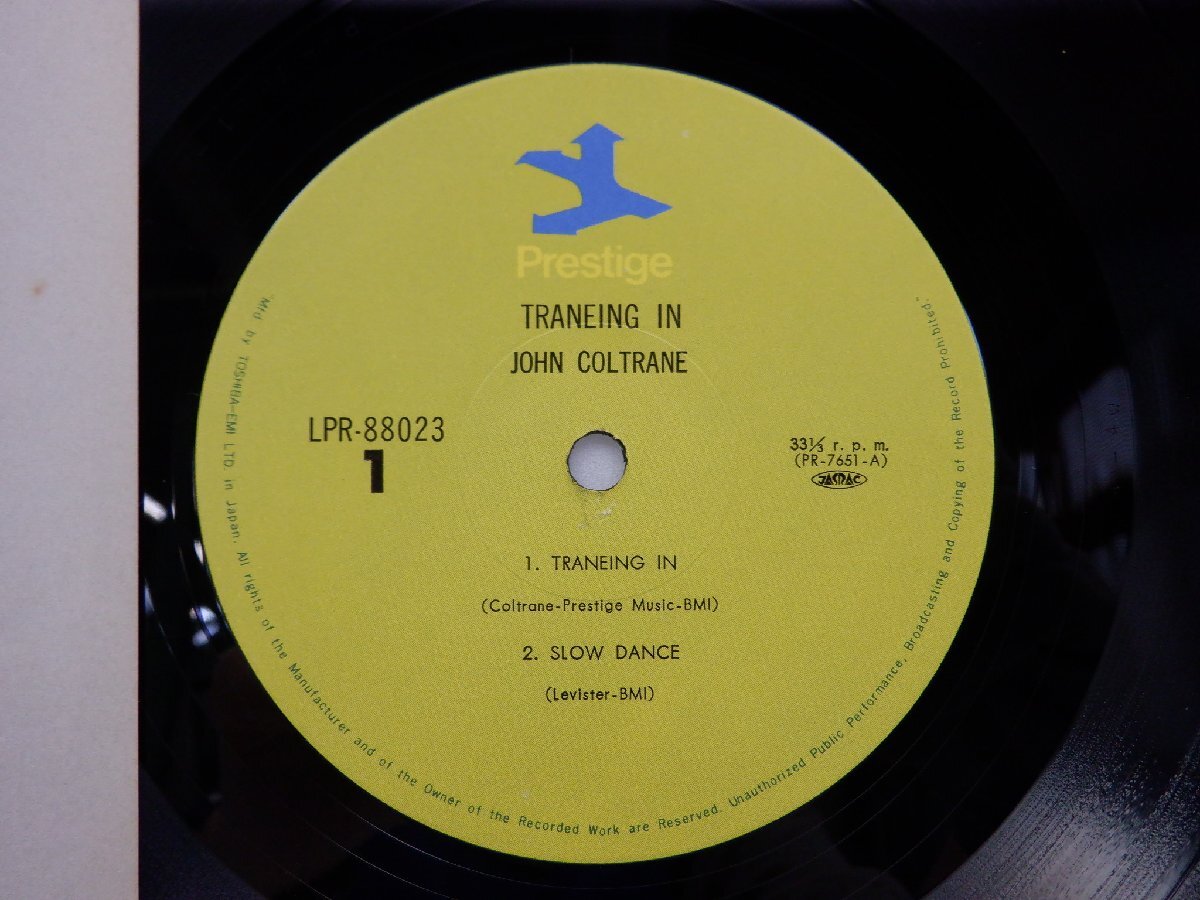 Prestige
TRANEING IN
JOHN COLTRANE
LPR-88023
1
33⅓ r. p. m.
(PR-7651-A)
JASRAC
1. TRANEING IN
(Coltrane-Prestige Music-BMI)
2. SLOW DANCE
(Levister-BMI)
"Mfd by TOSHIBA-EMI LTD. in Japan, All rights of the Manufacturer and of the Owner of the Recorded Work are Reserved. Unauthorized Public Performance, Broadcasting and Copying of the Record Prohibited."